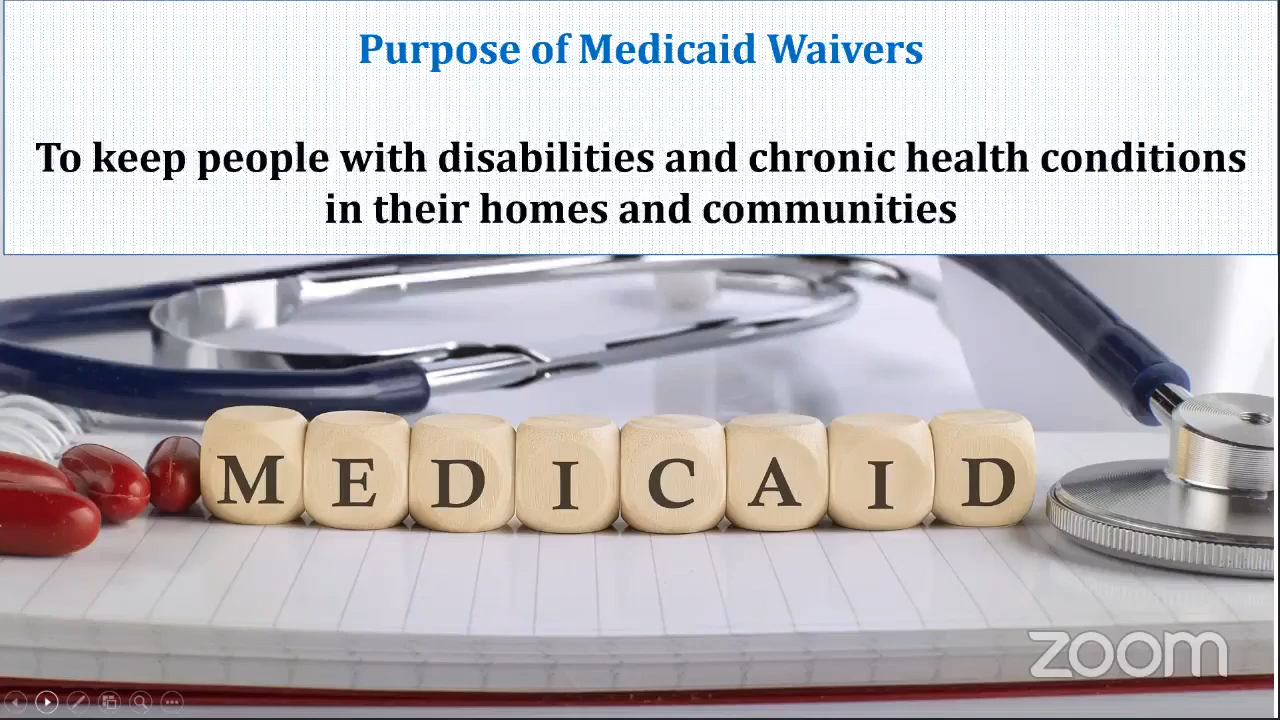 Purpose of Medicaid Waivers
To keep people with disabilities and chronic health conditions
in their homes and communities
MEDICAID
zoom